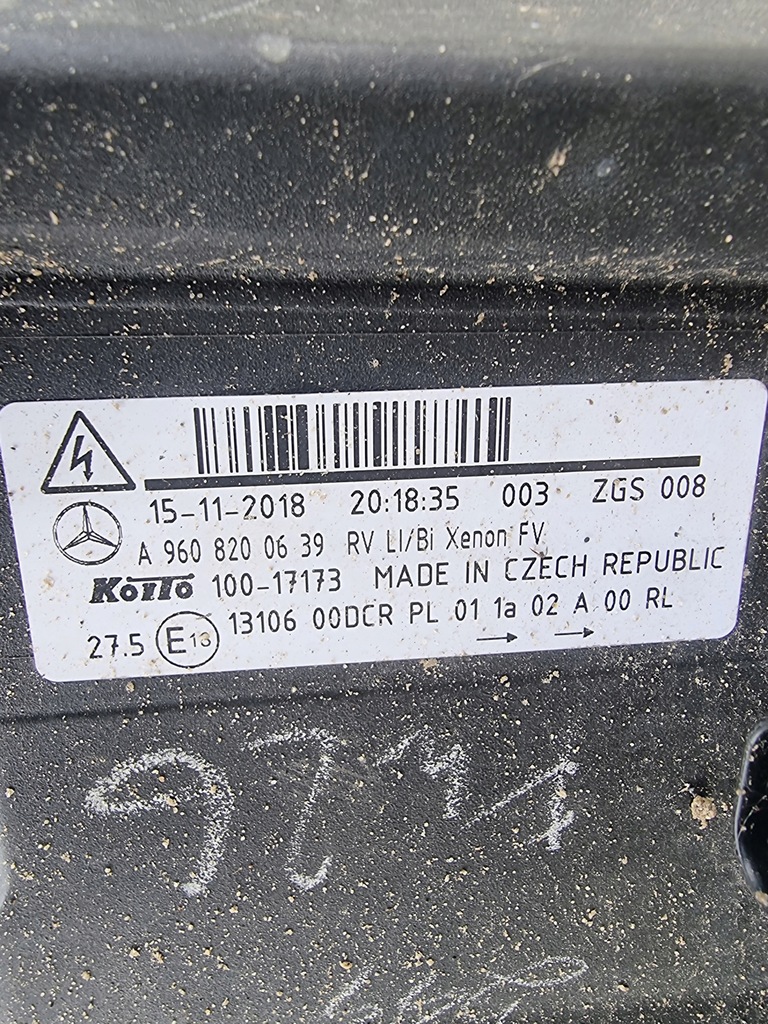 15-11-2018 20:18:35 003 ZGS 008
A 960 820 06 39 RV LI/Bi Xenon FV
KOITO 100-17173 MADE IN CZECH REPUBLIC
27.5 E13 13106 00DCR PL 01 1a 02 A 00 RL